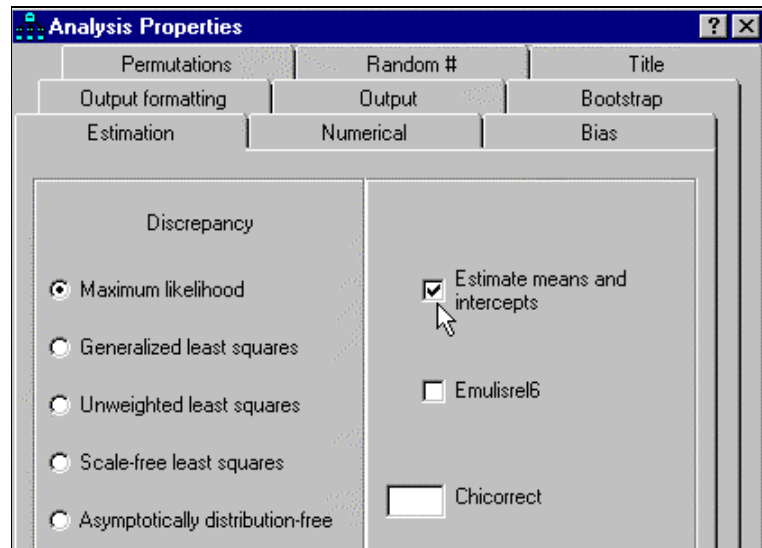 Analysis Properties
Permutations Random # Title
Output formatting Output Bootstrap
Estimation Numerical Bias
Discrepancy
Maximum likelihood
Generalized least squares
Unweighted least squares
Scale-free least squares
Asymptotically distribution-free
Estimate means and
intercepts
Emulisrel6
Chicorrect